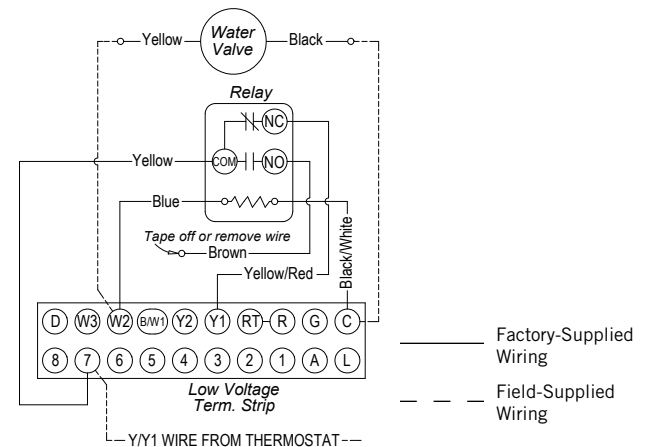 Yellow
Water
Valve
Black
Relay
NC
Yellow
COM
NO
Blue
Tape off or remove wire
Brown
Yellow/Red
Black/White
D W3 W2 B/W1 Y2 Y1 RT R G C
8 7 6 5 4 3 2 1 A L
Low Voltage
Term. Strip
Y/Y1 WIRE FROM THERMOSTAT
Factory-Supplied
Wiring
Field-Supplied
Wiring